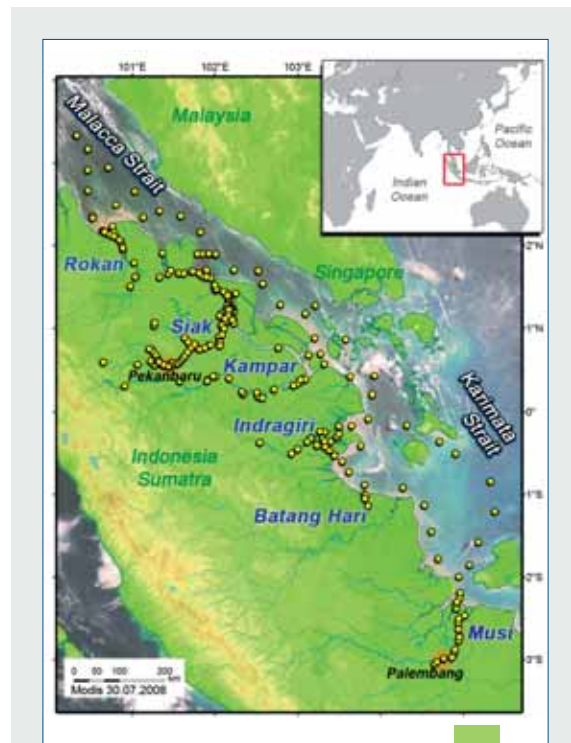 101°E 102°E 103°E
Malacca Strait
Malaysia
Pacific
Ocean
Indian
Ocean
2°N
Rokan
Singapore
Siak
1°N
Kampar
Pekanbaru
Karimata
Strait
0°
Indragiri
Indonesia
Sumatra
1°S
Batang Hari
2°S
Musi
3°S
Palembang
0 50 100 200
km
Modis 30.07.2008